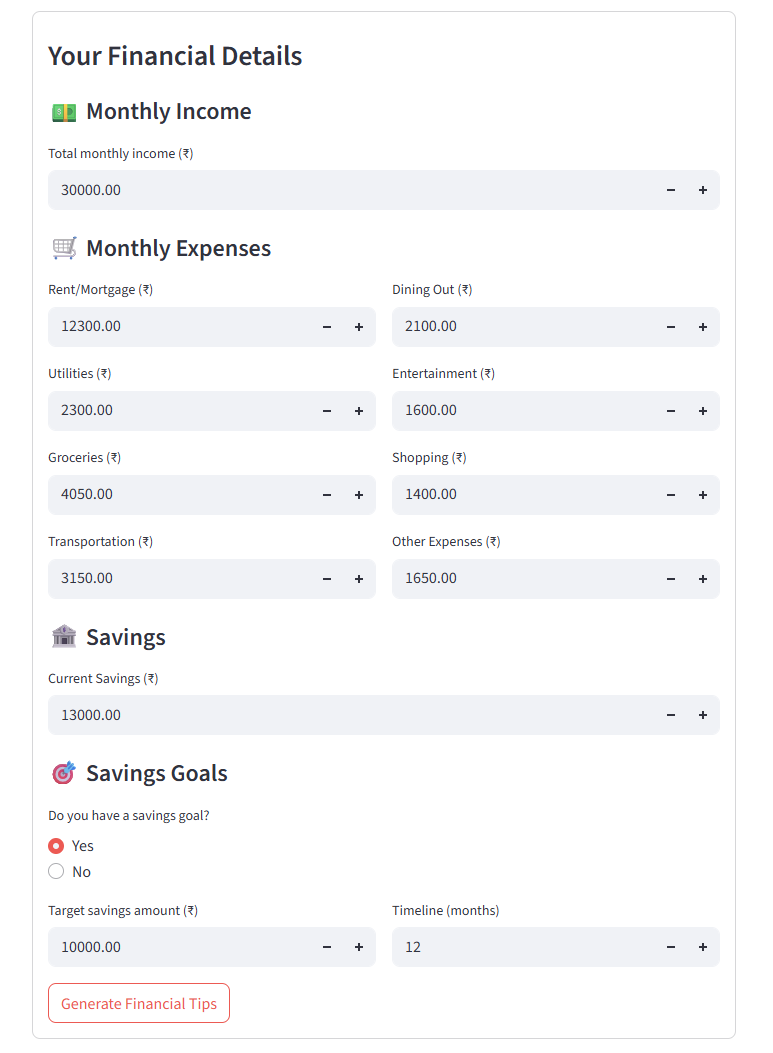 Your Financial Details
Monthly Income
Total monthly income (₹)
30000.00
Monthly Expenses
Rent/Mortgage (₹)
12300.00
Dining Out (₹)
2100.00
Utilities (₹)
2300.00
Entertainment (₹)
1600.00
Groceries (₹)
4050.00
Shopping (₹)
1400.00
Transportation (₹)
3150.00
Other Expenses (₹)
1650.00
Savings
Current Savings (₹)
13000.00
Savings Goals
Do you have a savings goal?
Yes
No
Target savings amount (₹)
10000.00
Timeline (months)
12
Generate Financial Tips